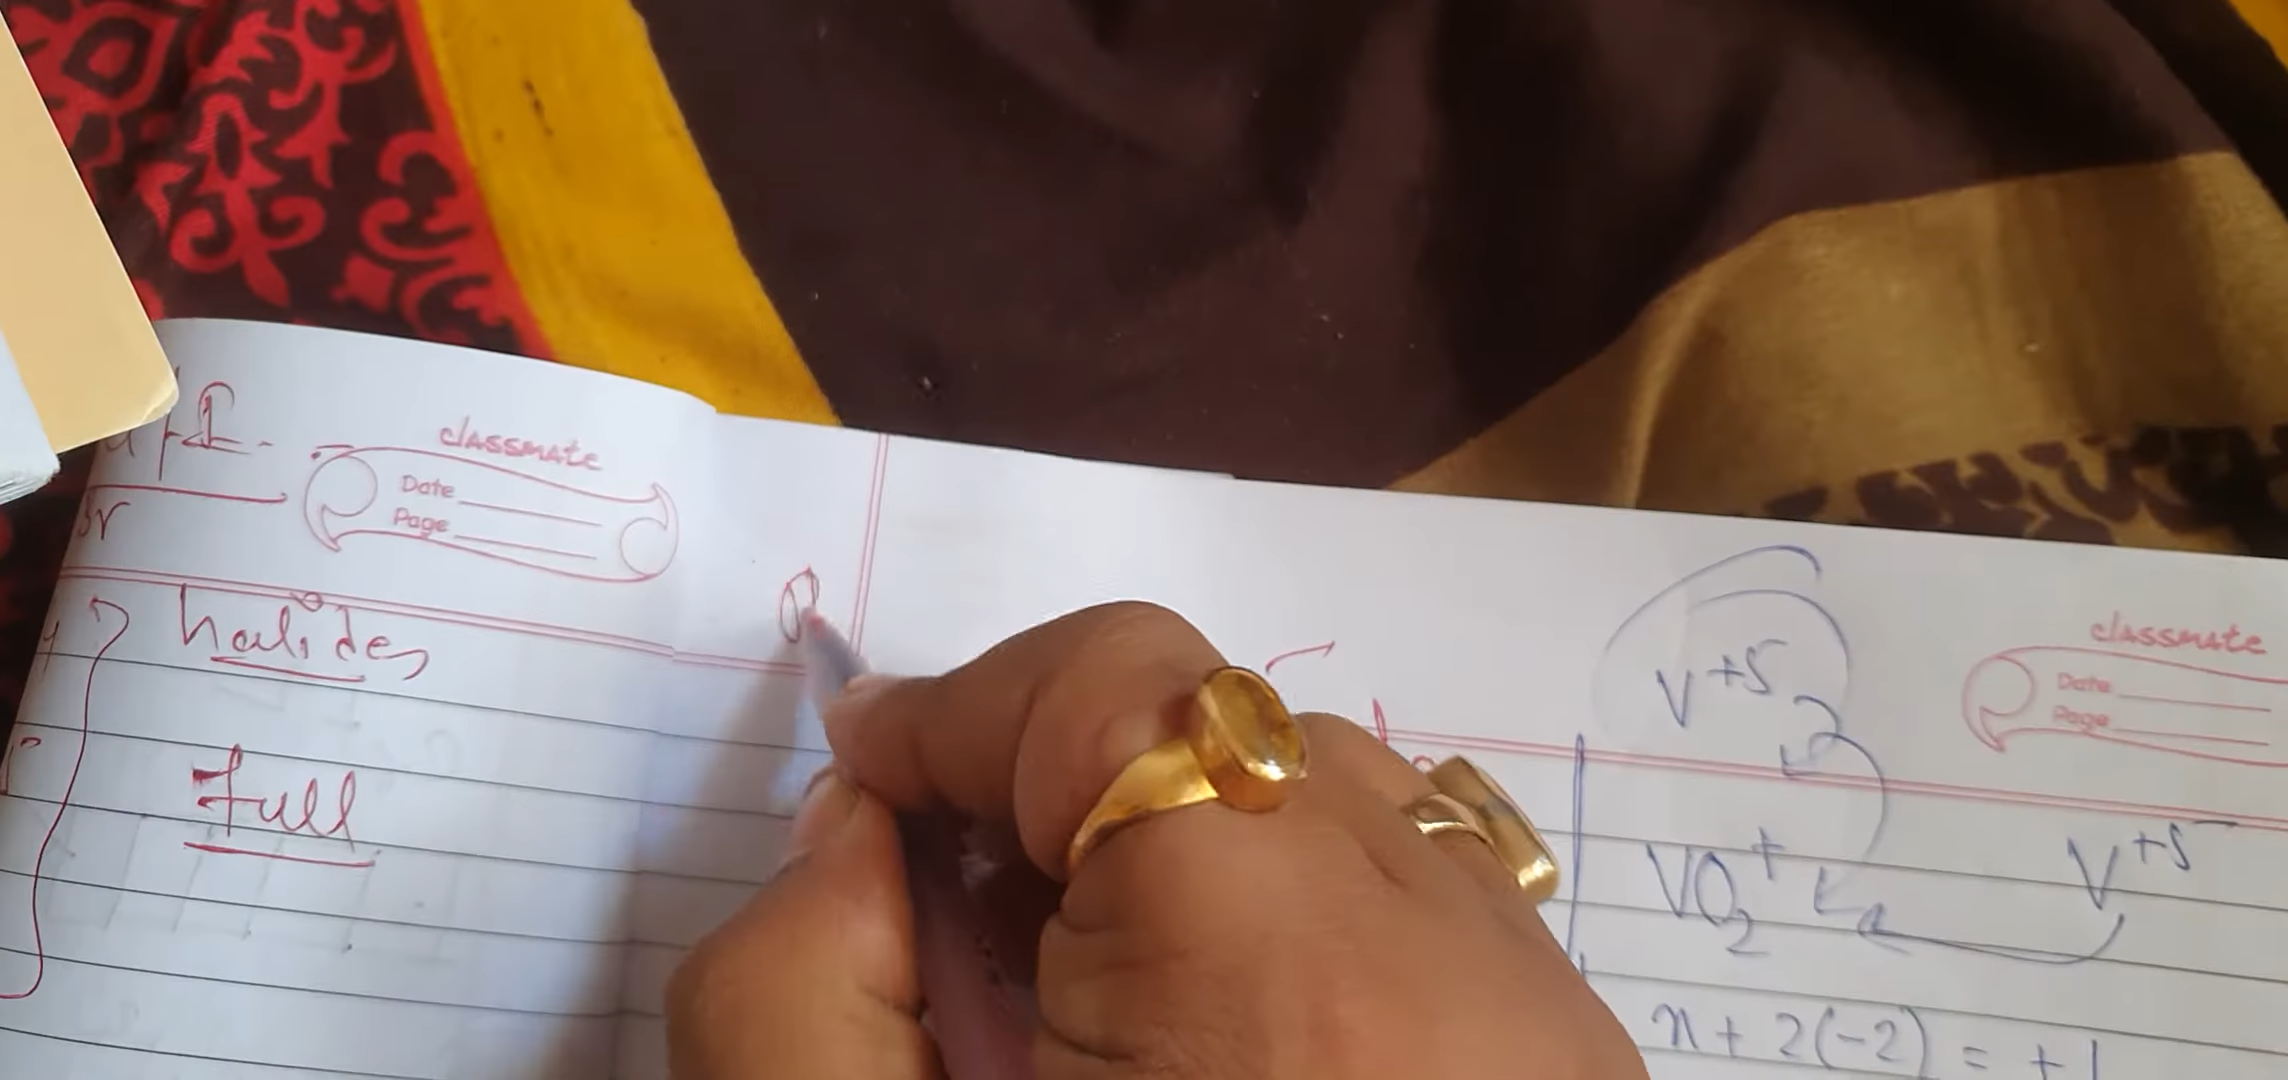 classmate
Date
Page
halides
full
V+5
classmate
Date
Page
VO2+
V+5
x + 2(-2) = +1